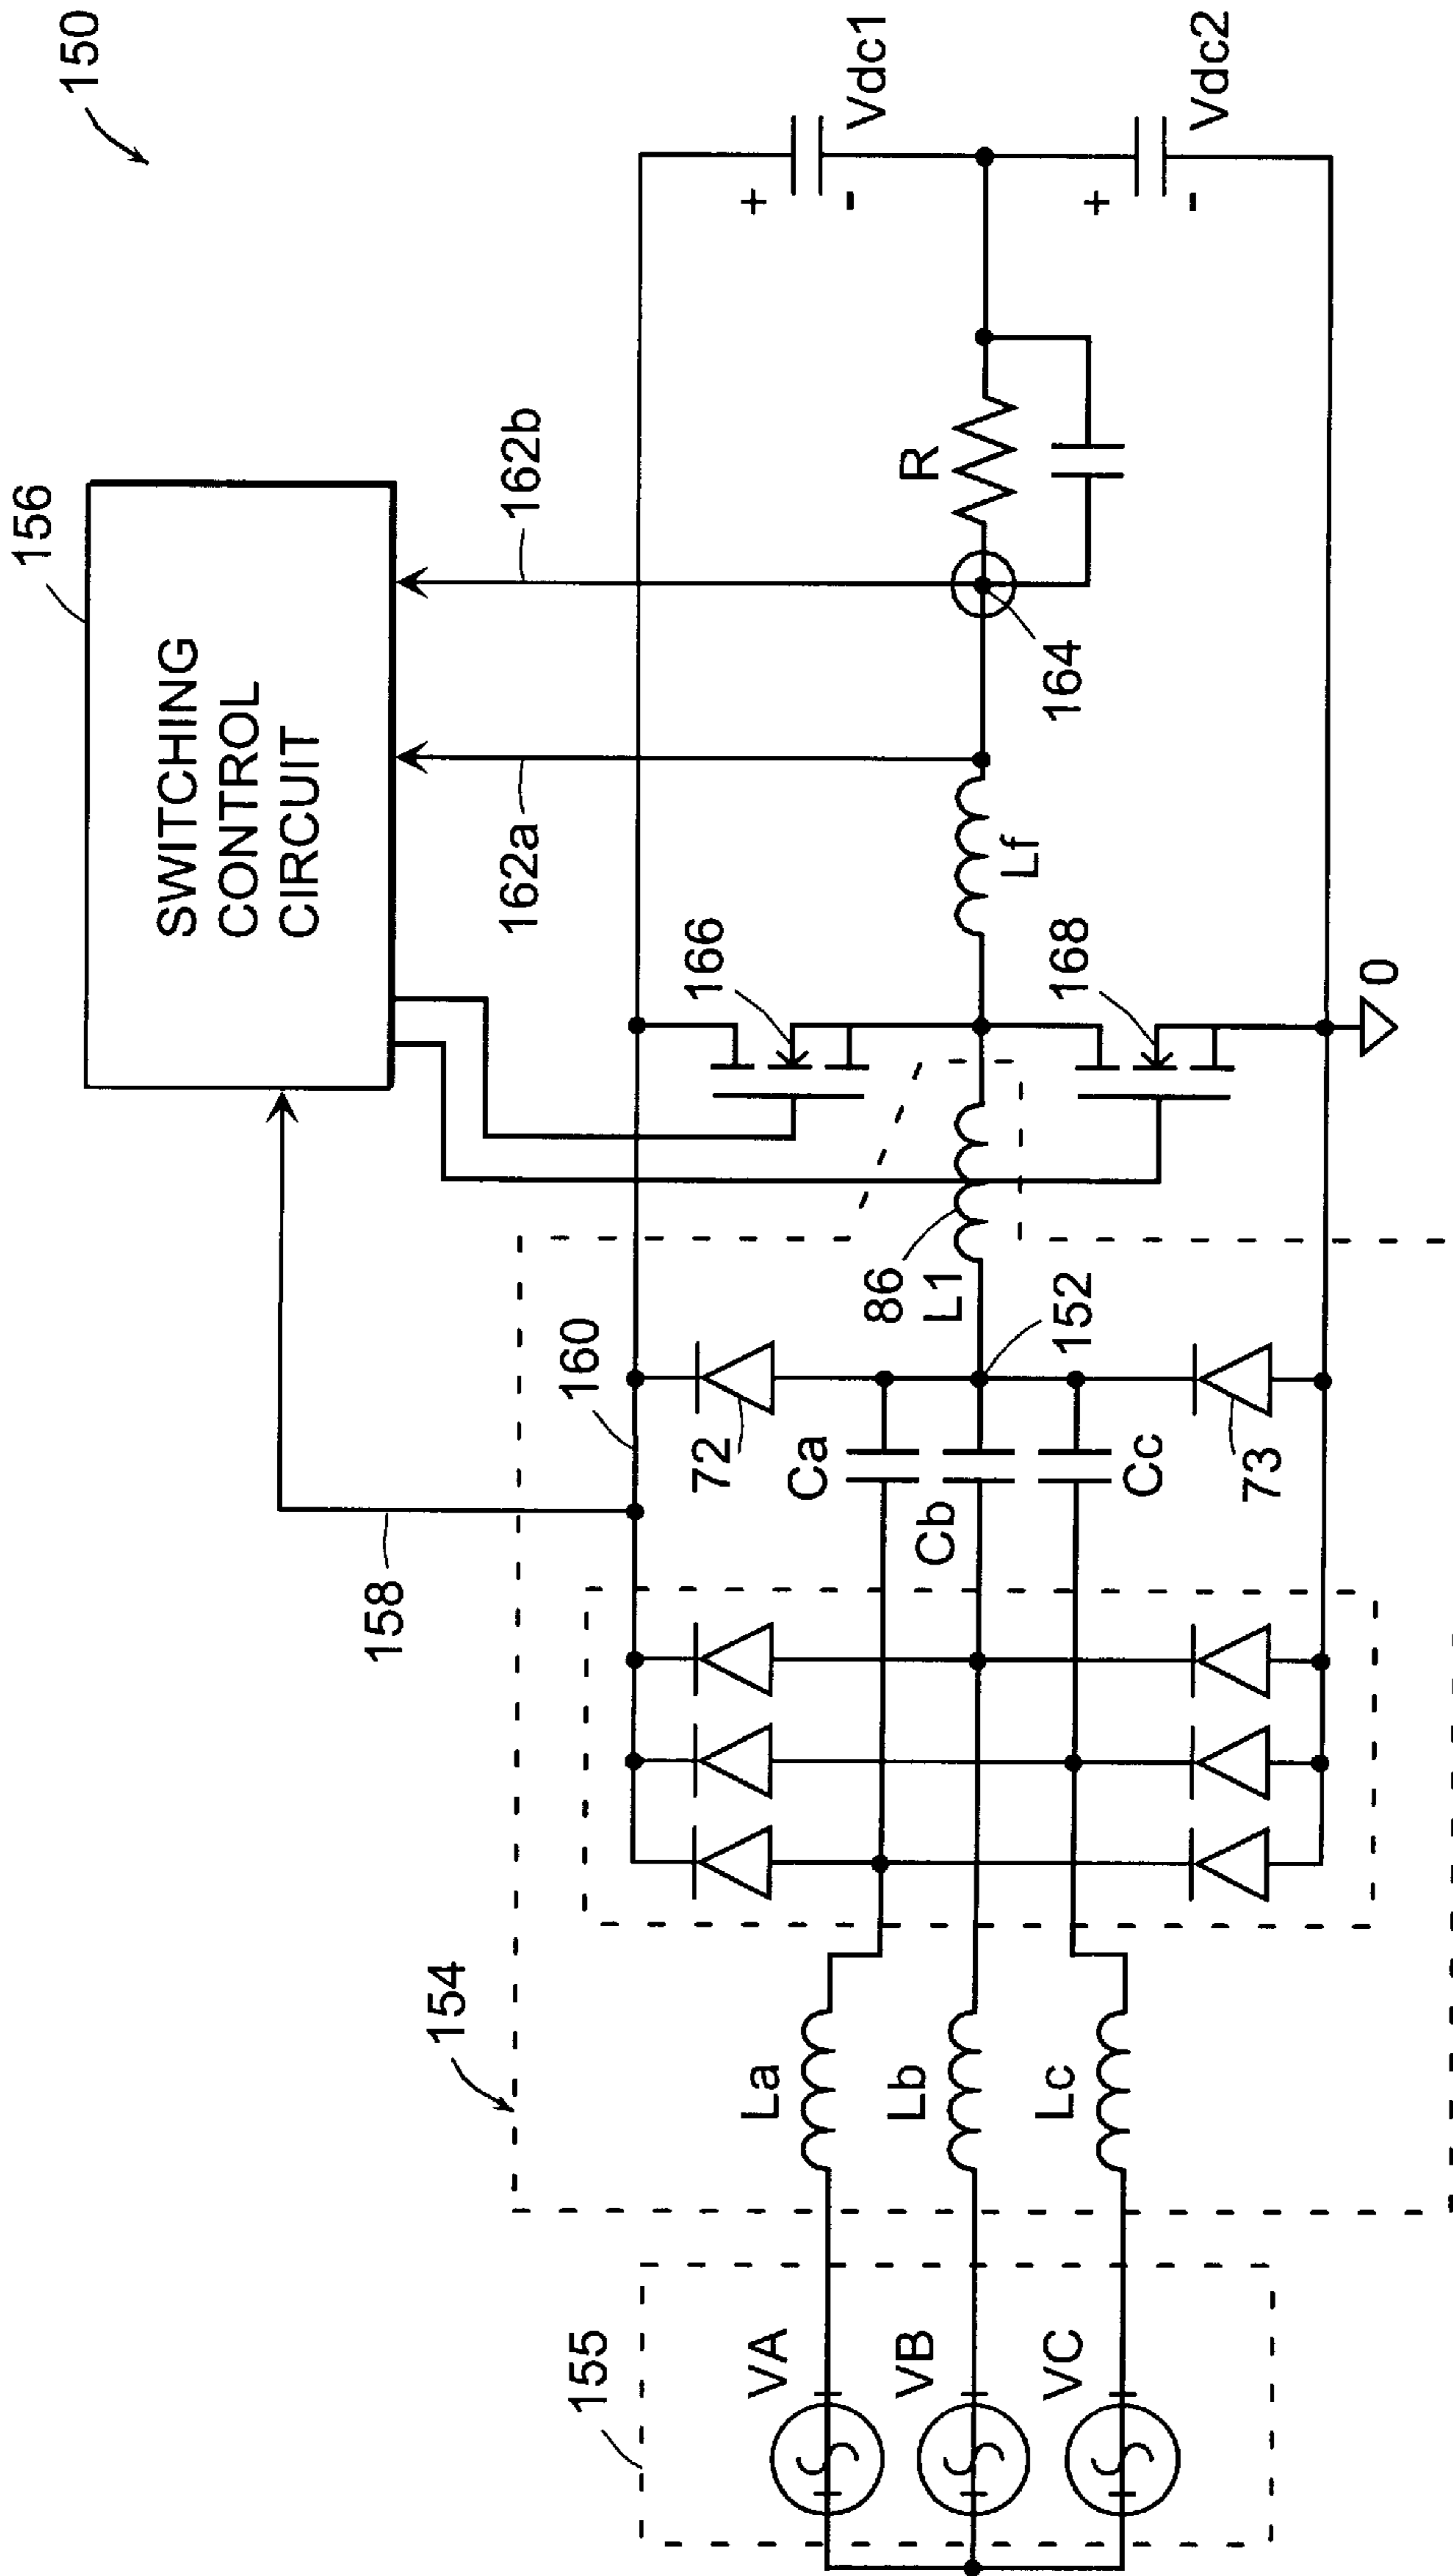 150
156
SWITCHING
CONTROL
CIRCUIT
158
160
162a
162b
154
155
VA
VB
VC
La
Lb
Lc
72
73
Ca
Cb
Cc
86
L1
152
166
168
Lf
164
R
+
-
Vdc1
+
-
Vdc2
0